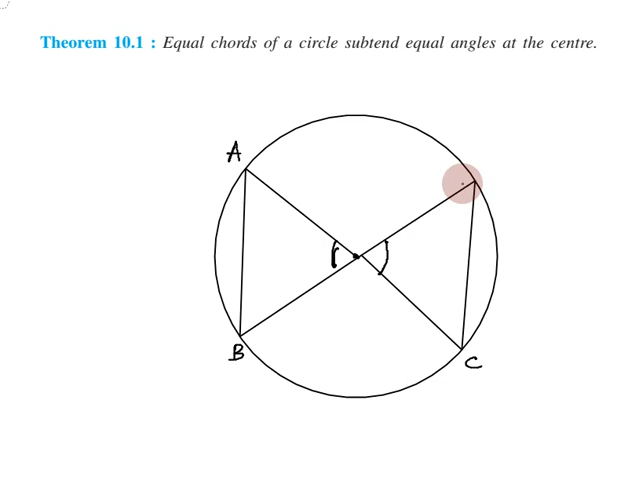 Theorem 10.1 : Equal chords of a circle subtend equal angles at the centre.
A
B
C